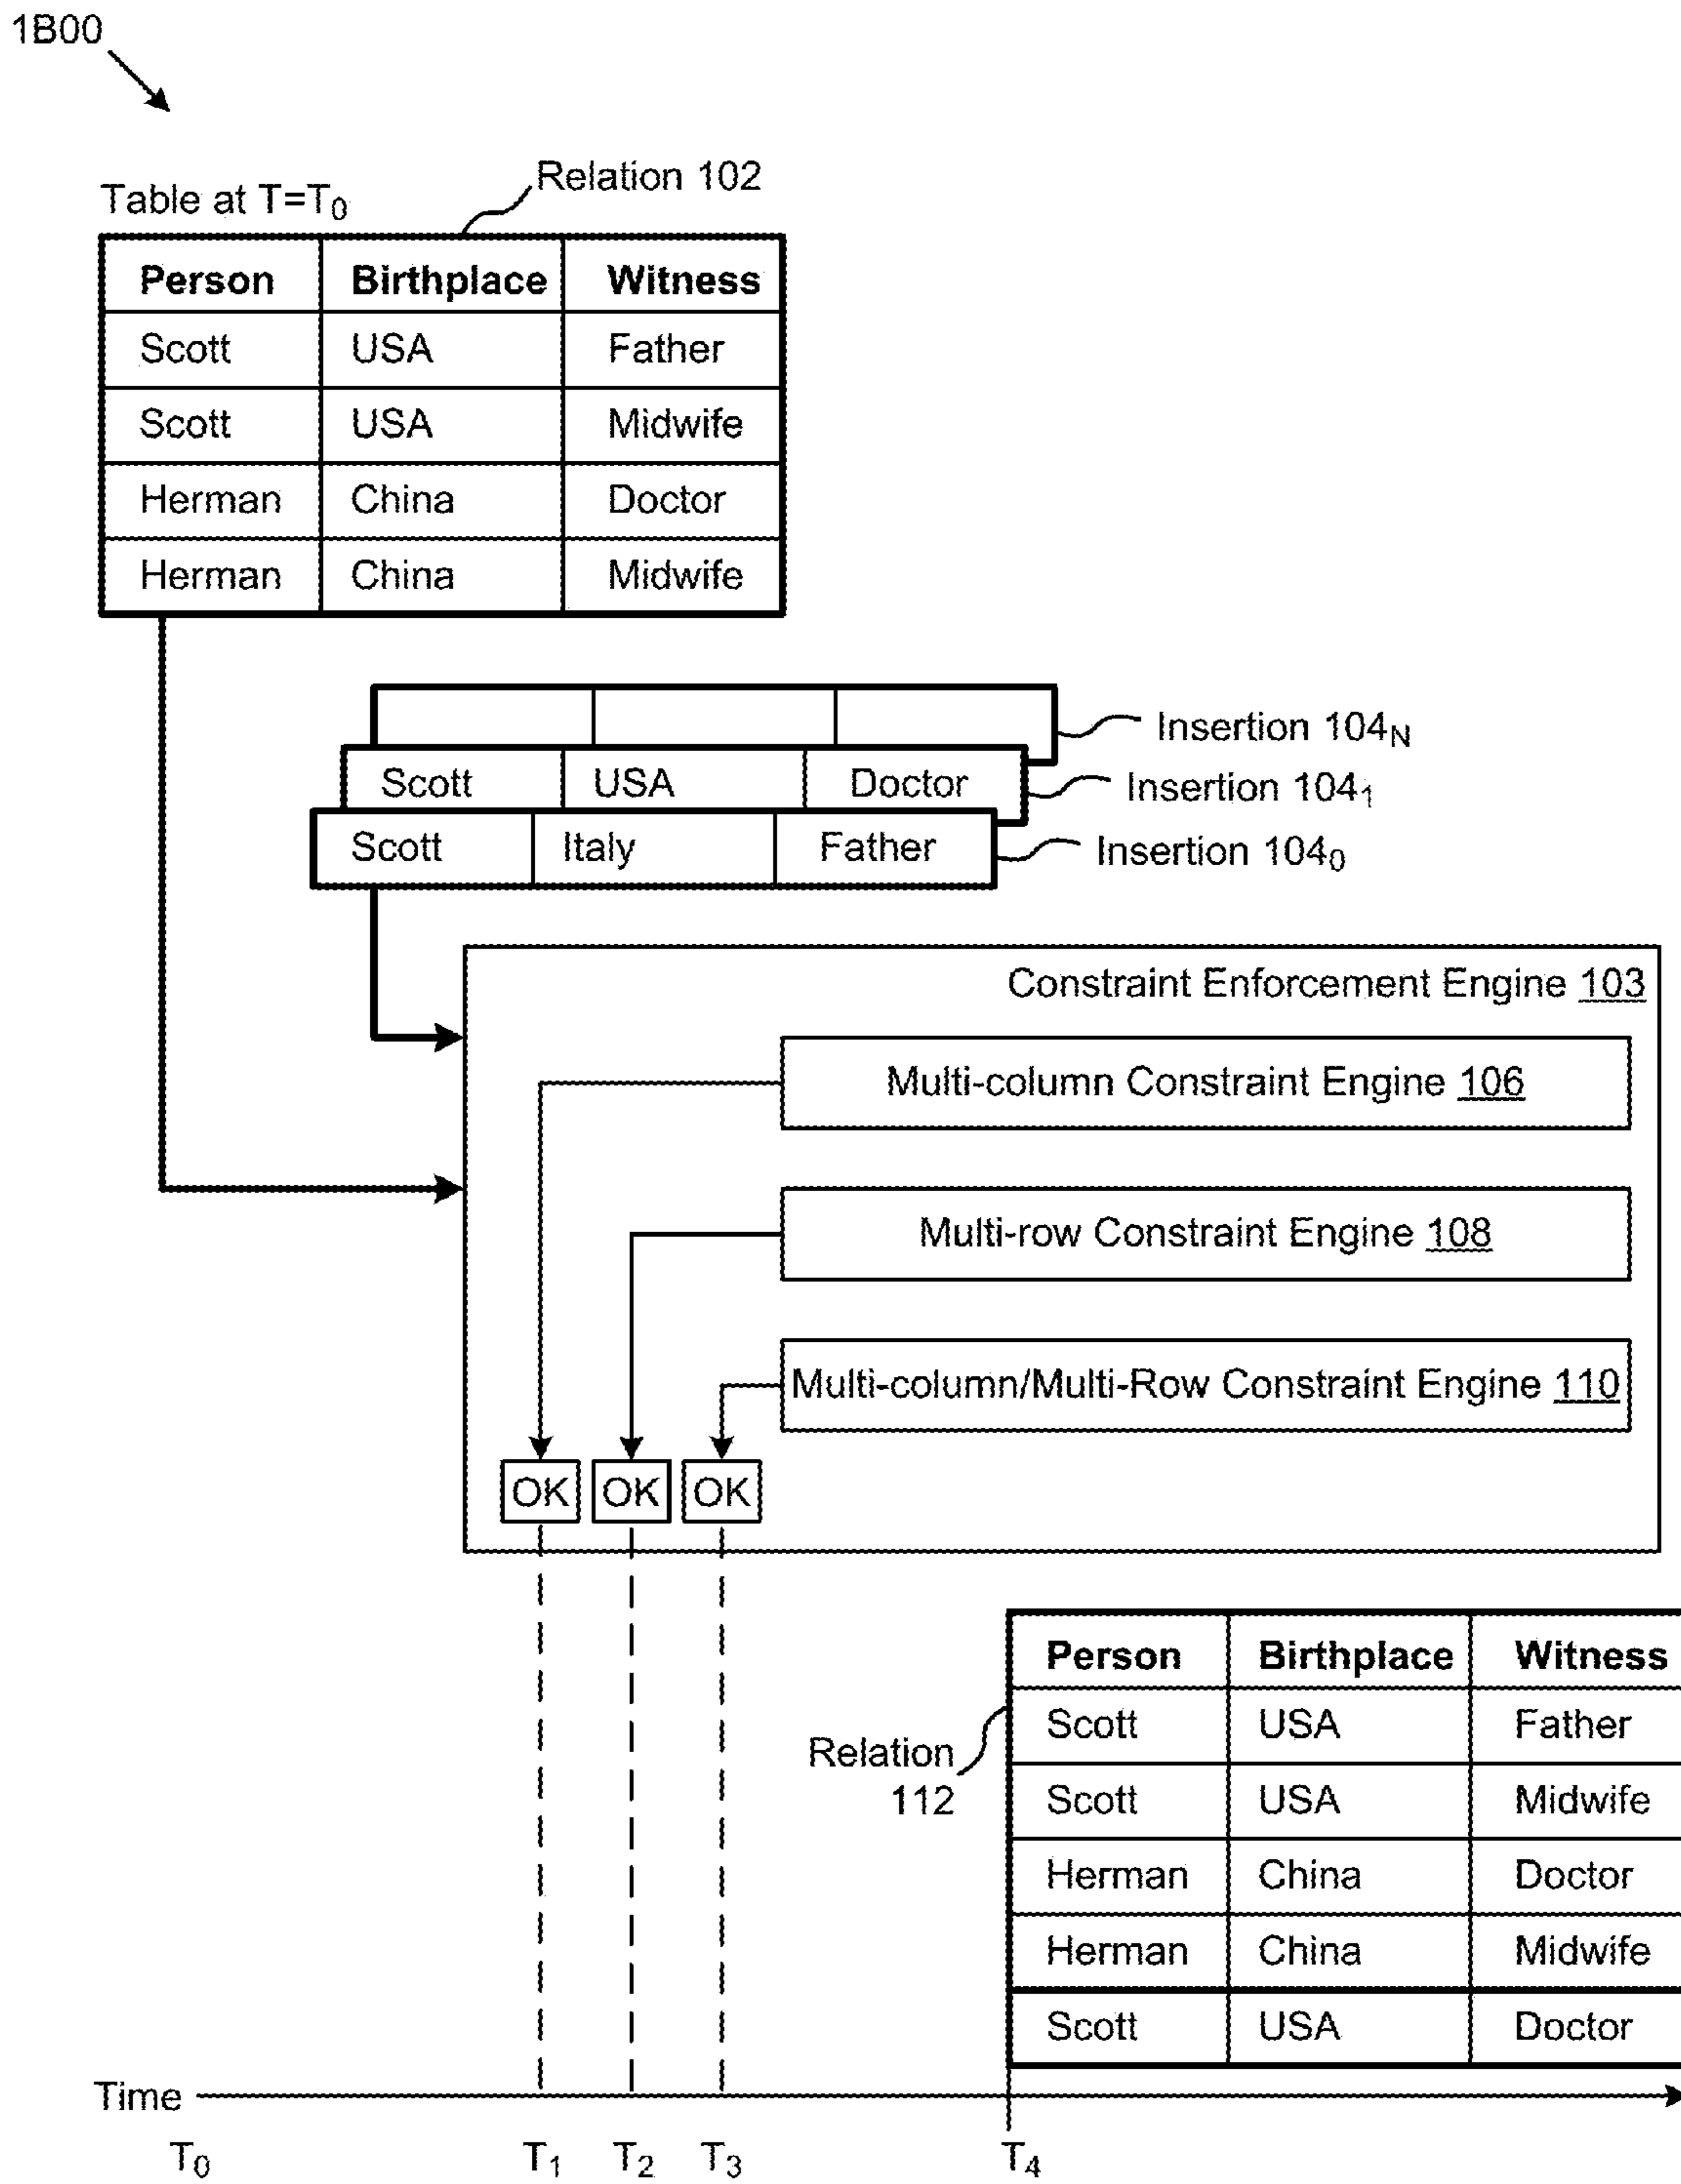 1B00
Relation 102
Table at T=T0
Person Birthplace Witness
Scott USA Father
Scott USA Midwife
Herman China Doctor
Herman China Midwife
Insertion 104N
Scott USA Doctor Insertion 1041
Scott Italy Father Insertion 1040
Constraint Enforcement Engine 103
Multi-column Constraint Engine 106
Multi-row Constraint Engine 108
Multi-column/Multi-Row Constraint Engine 110
OK OK OK
Person Birthplace Witness
Scott USA Father
Relation
112
Scott USA Midwife
Herman China Doctor
Herman China Midwife
Scott USA Doctor
Time
T0 T1 T2 T3 T4